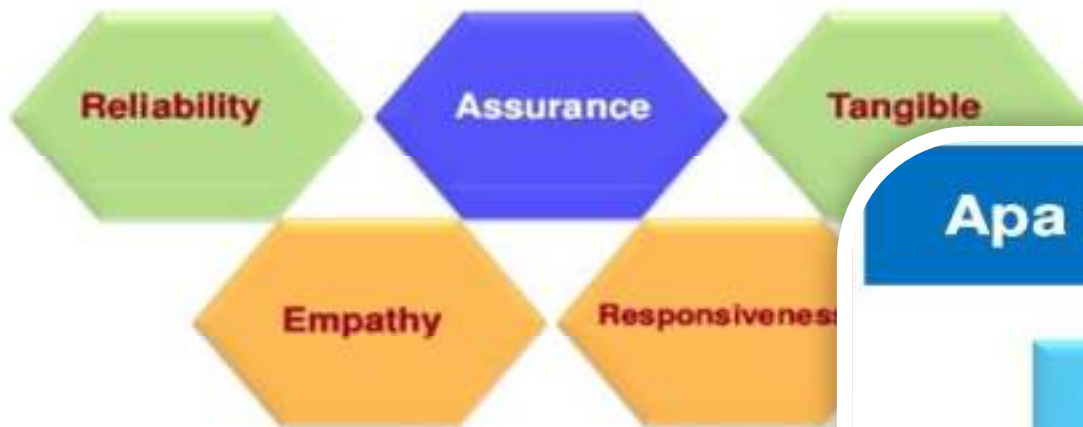 Reliability
Assurance
Tangible
Empathy
Responsiveness
Apa